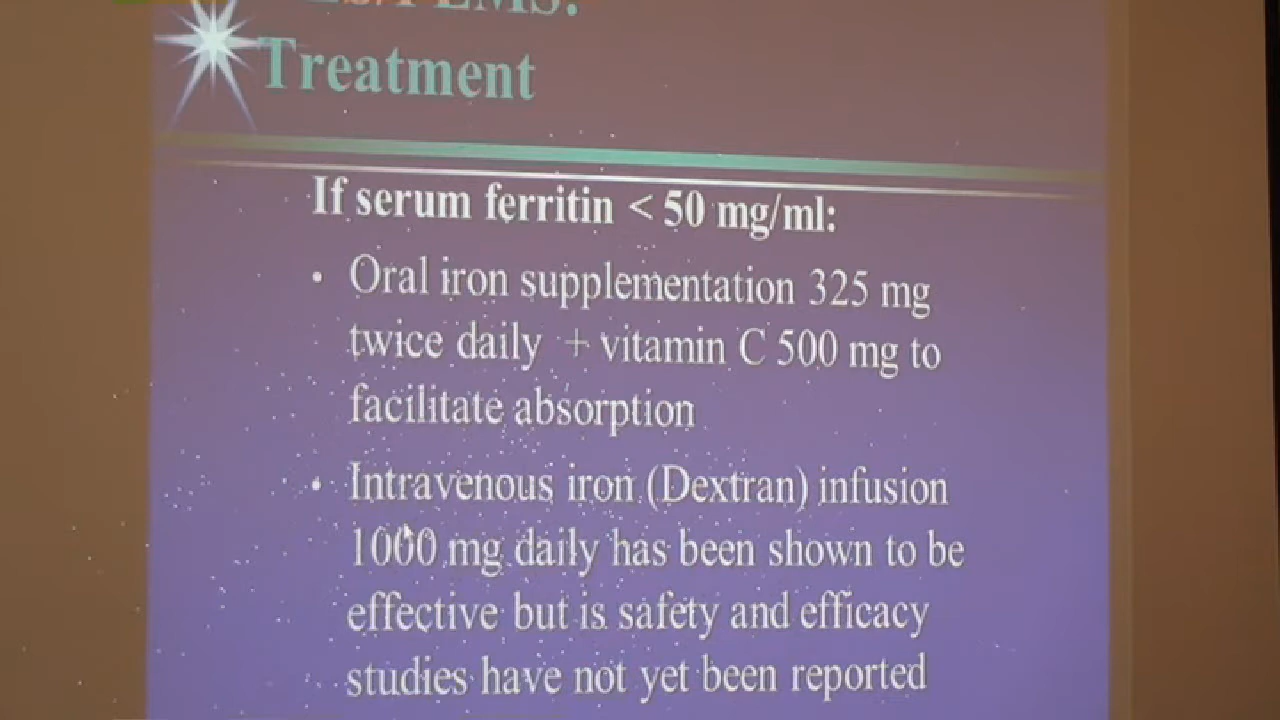 Treatment
If serum ferritin < 50 mg/ml:
• Oral iron supplementation 325 mg
twice daily + vitamin C 500 mg to
facilitate absorption
• Intravenous iron (Dextran) infusion
1000 mg daily has been shown to be
effective but is safety and efficacy
studies have not yet been reported